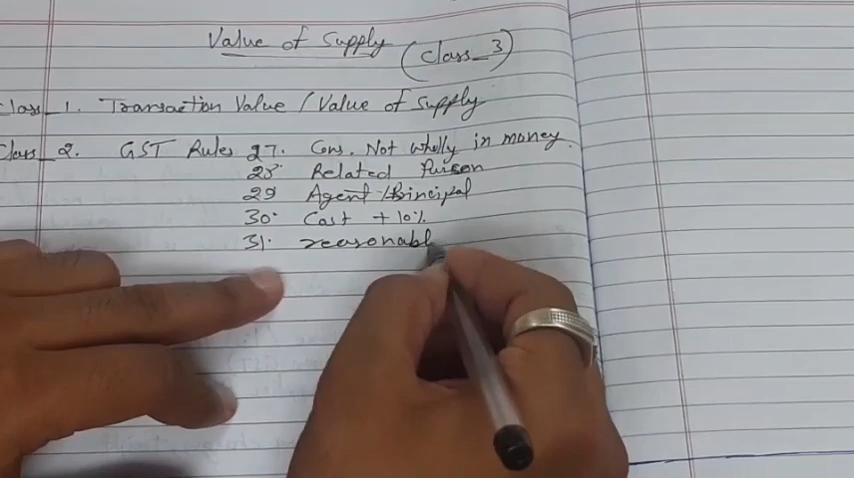 Value of Supply (Class_3)
Class_1. Transaction Value / Value of Supply
Class_2. GST Rules 27. Cons. Not wholly in money.
28. Related Person
29 Agent / Principal
30. Cost + 10%
31. reasonabl